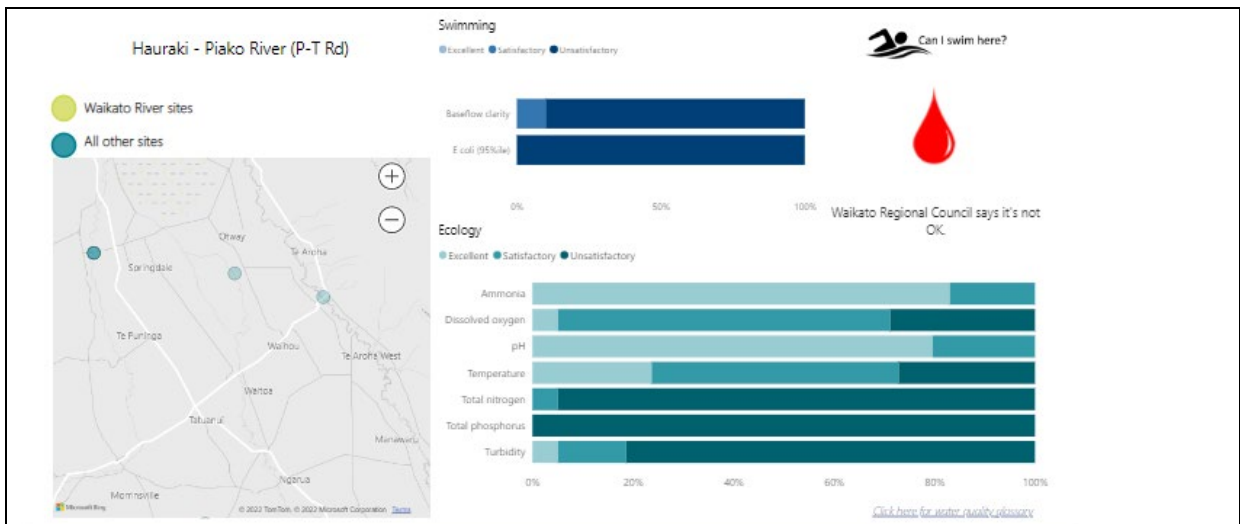 Hauraki - Piako River (P-T Rd)
Waikato River sites
All other sites
Otway
Te Aroha
Springdale
Te Puninga
Waihou
Te Aroha West
Waitoa
Tatuanui
Manawaru
Ngarua
Morrinsville
Microsoft Bing
© 2022 TomTom, © 2022 Microsoft Corporation Terms
Swimming
Excellent Satisfactory Unsatisfactory
Baseflow clarity
E coli (95%ile)
0% 50% 100%
Can I swim here?
Waikato Regional Council says it's not
OK.
Ecology
Excellent Satisfactory Unsatisfactory
Ammonia
Dissolved oxygen
pH
Temperature
Total nitrogen
Total phosphorus
Turbidity
0% 20% 40% 60% 80% 100%
Click here for water quality glossary